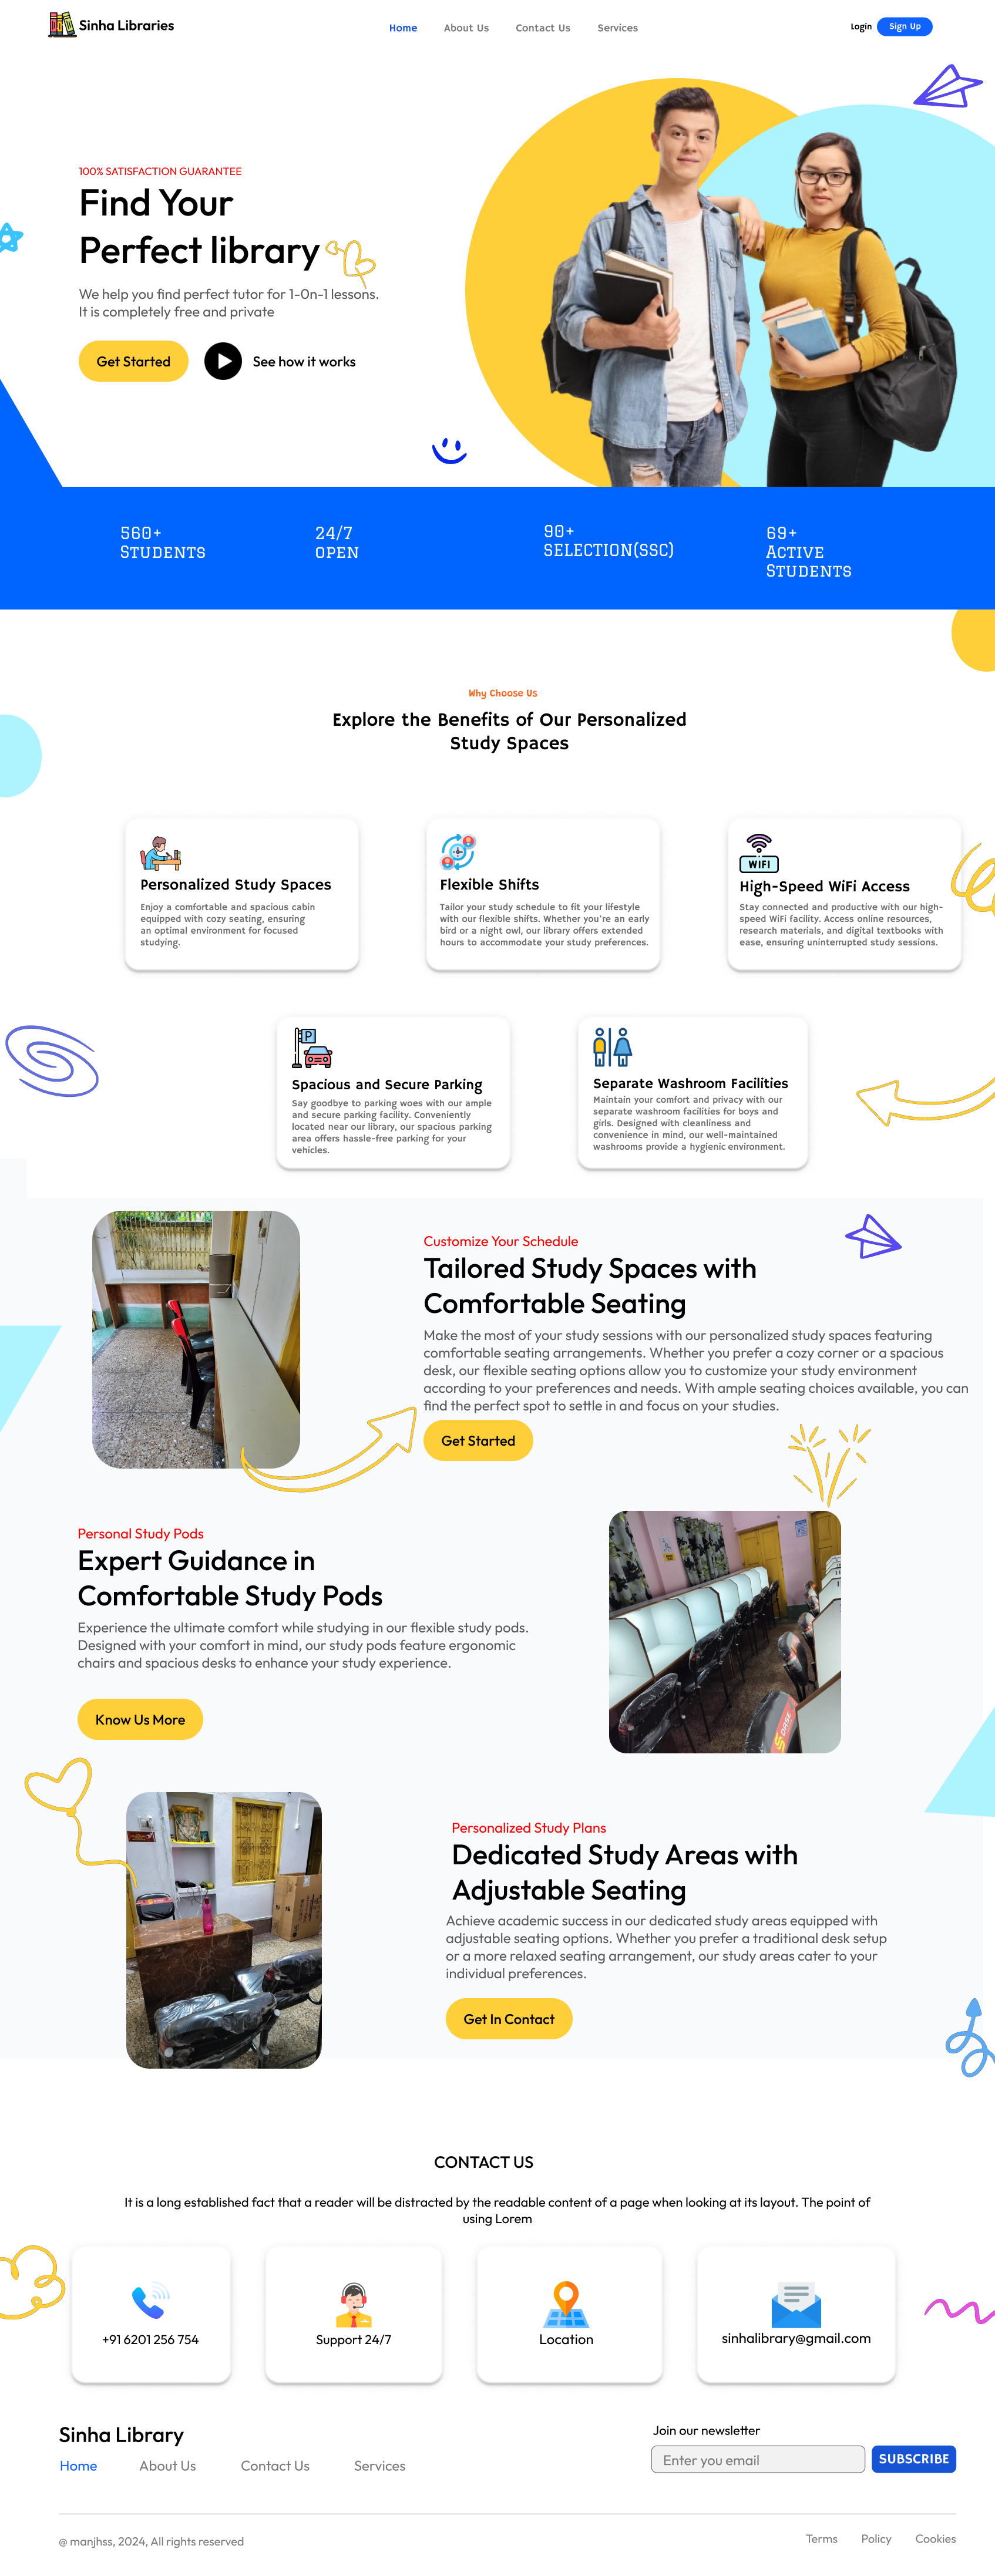 Sinha Libraries
Home
About Us
Contact Us
Services
Login
Sign Up
100% SATISFACTION GUARANTEE
Find Your
Perfect library
We help you find perfect tutor for 1-0n-1 lessons.
It is completely free and private
Get Started
See how it works
560+
STUDENTS
24/7
OPEN
90+
SELECTION(SSC)
69+
ACTIVE
STUDENTS
Why Choose Us
Explore the Benefits of Our Personalized
Study Spaces
Personalized Study Spaces
Enjoy a comfortable and spacious cabin
equipped with cozy seating, ensuring
an optimal environment for focused
studying.
Flexible Shifts
Tailor your study schedule to fit your lifestyle
with our flexible shifts. Whether you're an early
bird or a night owl, our library offers extended
hours to accommodate your study preferences.
WIFI
High-Speed WiFi Access
Stay connected and productive with our high-
speed WiFi facility. Access online resources,
research materials, and digital textbooks with
ease, ensuring uninterrupted study sessions.
P
Spacious and Secure Parking
Say goodbye to parking woes with our ample
and secure parking facility. Conveniently
located near our library, our spacious parking
area offers hassle-free parking for your
vehicles.
Separate Washroom Facilities
Maintain your comfort and privacy with our
separate washroom facilities for boys and
girls. Designed with cleanliness and
convenience in mind, our well-maintained
washrooms provide a hygienic environment.
Customize Your Schedule
Tailored Study Spaces with
Comfortable Seating
Make the most of your study sessions with our personalized study spaces featuring
comfortable seating arrangements. Whether you prefer a cozy corner or a spacious
desk, our flexible seating options allow you to customize your study environment
according to your preferences and needs. With ample seating choices available, you can
find the perfect spot to settle in and focus on your studies.
Get Started
Personal Study Pods
Expert Guidance in
Comfortable Study Pods
Experience the ultimate comfort while studying in our flexible study pods.
Designed with your comfort in mind, our study pods feature ergonomic
chairs and spacious desks to enhance your study experience.
Know Us More
Personalized Study Plans
Dedicated Study Areas with
Adjustable Seating
Achieve academic success in our dedicated study areas equipped with
adjustable seating options. Whether you prefer a traditional desk setup
or a more relaxed seating arrangement, our study areas cater to your
individual preferences.
Get In Contact
CONTACT US
It is a long established fact that a reader will be distracted by the readable content of a page when looking at its layout. The point of
using Lorem
+91 6201 256 754
Support 24/7
Location
sinhalibrary@gmail.com
Sinha Library
Home
About Us
Contact Us
Services
Join our newsletter
Enter you email
SUBSCRIBE
@ manjhss, 2024, All rights reserved
Terms
Policy
Cookies